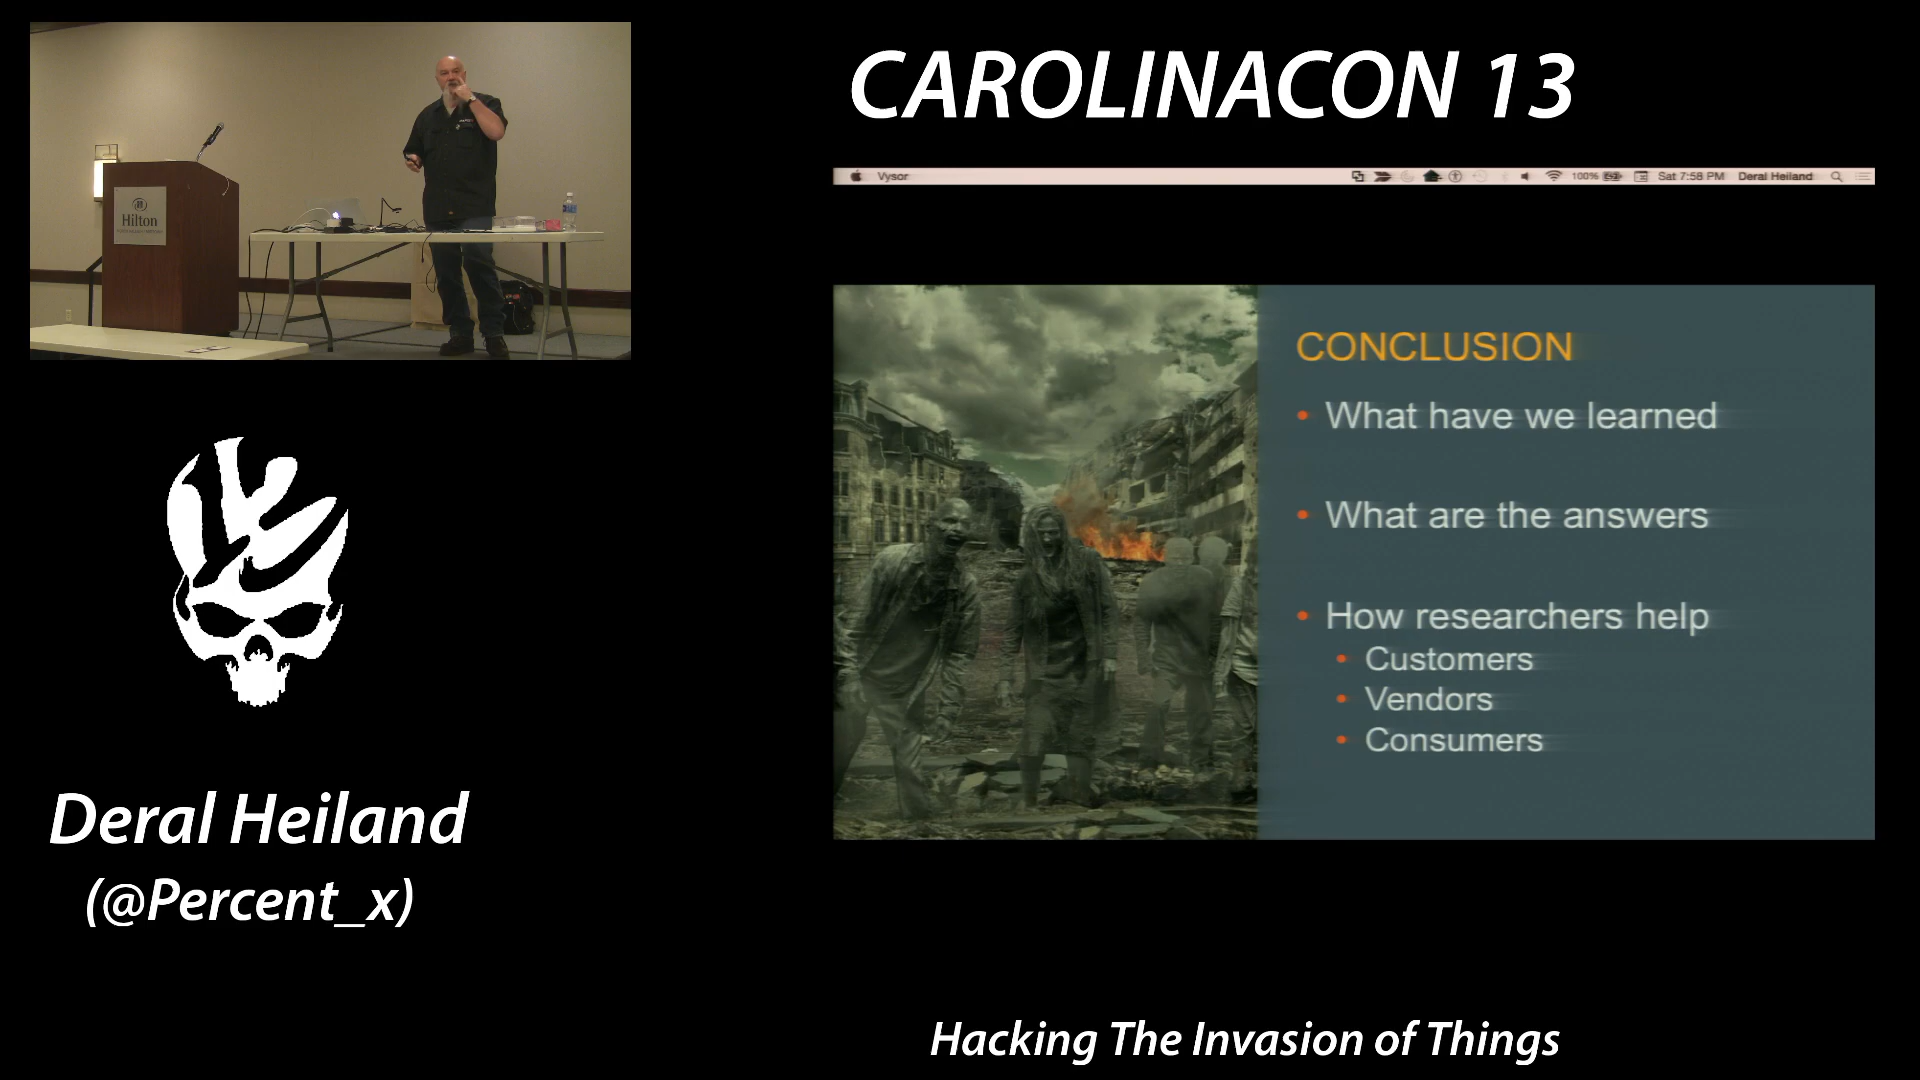 CAROLINACON 13
Vysor
100%
Sat 7:58 PM Deral Heiland
Hilton
CONCLUSION
• What have we learned
• What are the answers
• How researchers help
• Customers
• Vendors
• Consumers
Deral Heiland
(@Percent_x)
Hacking The Invasion of Things